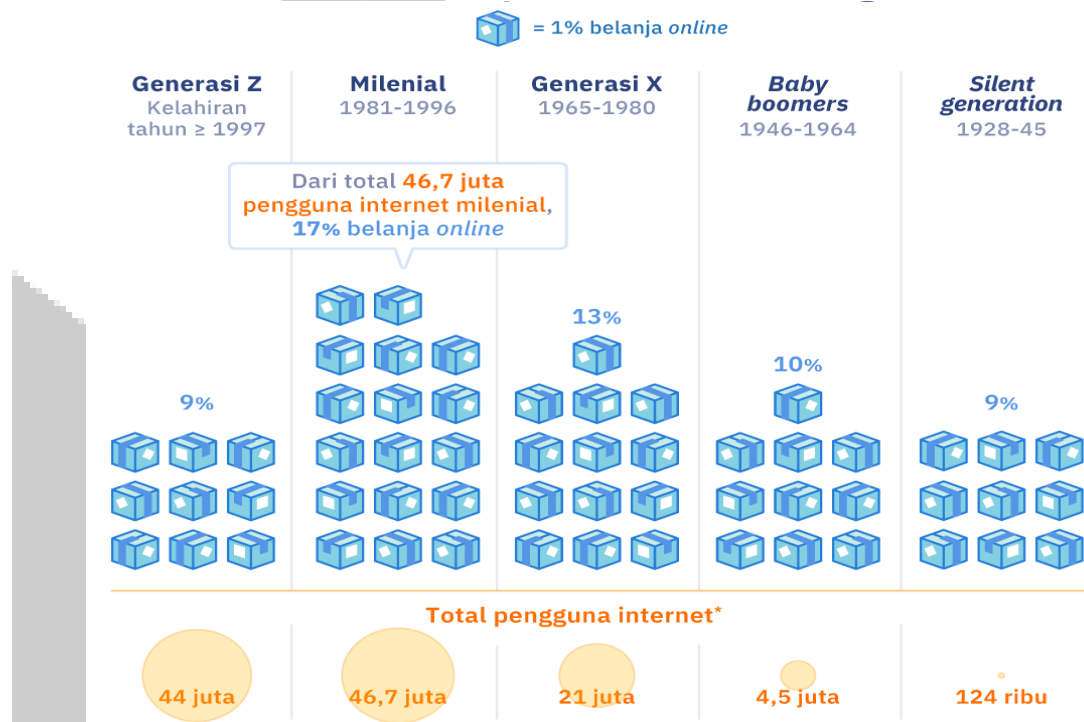 = 1% belanja online
Generasi Z
Kelahiran
tahun ≥ 1997
Milenial
1981-1996
Generasi X
1965-1980
Baby
boomers
1946-1964
Silent
generation
1928-45
Dari total 46,7 juta
pengguna internet milenial,
17% belanja online
9%
13%
10%
9%
Total pengguna internet*
44 juta
46,7 juta
21 juta
4,5 juta
124 ribu